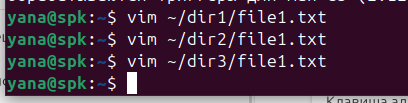 yana@spk:~$ vim ~/dir1/file1.txt
yana@spk:~$ vim ~/dir2/file1.txt
yana@spk:~$ vim ~/dir3/file1.txt
yana@spk:~$